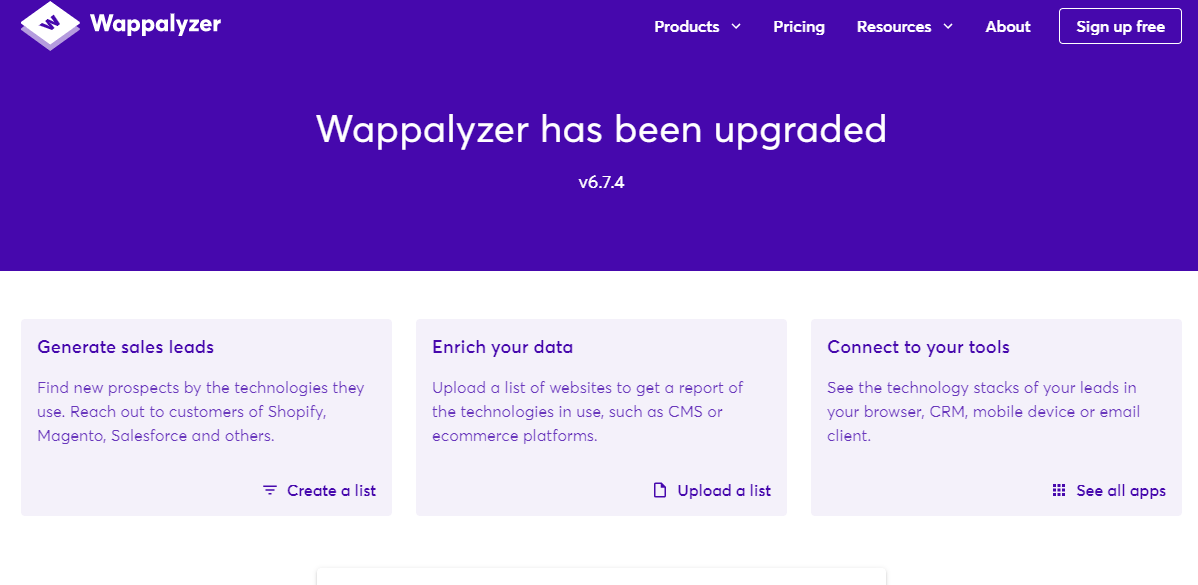 Wappalyzer
Products
Pricing
Resources
About
Sign up free
Wappalyzer has been upgraded
v6.7.4
Generate sales leads
Find new prospects by the technologies they
use. Reach out to customers of Shopify,
Magento, Salesforce and others.
Create a list
Enrich your data
Upload a list of websites to get a report of
the technologies in use, such as CMS or
ecommerce platforms.
Upload a list
Connect to your tools
See the technology stacks of your leads in
your browser, CRM, mobile device or email
client.
See all apps